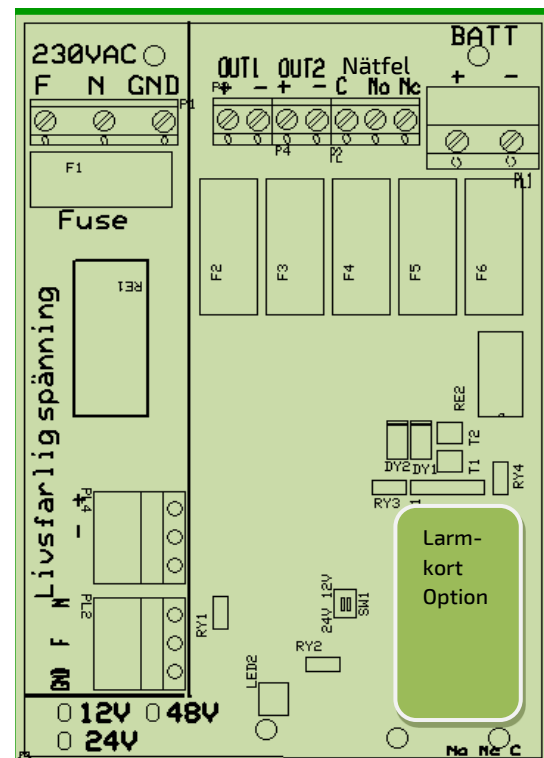 230VAC
F N GND
P1
F1
Fuse
RE1
Livsfarlig spänning
+
-
PL4
PL2
N
F
GND
12V 48V
24V
OUT1 OUT2 Nätfel
+ - + - C No Nc
P4
P2
BATT
+ -
PL1
F2
F3
F4
F5
F6
RE2
DY2
DY1
T2
T1
RY3
RY4
Larm-
kort
Option
24V 12V
SW1
RY1
RY2
LED2
No Nc C